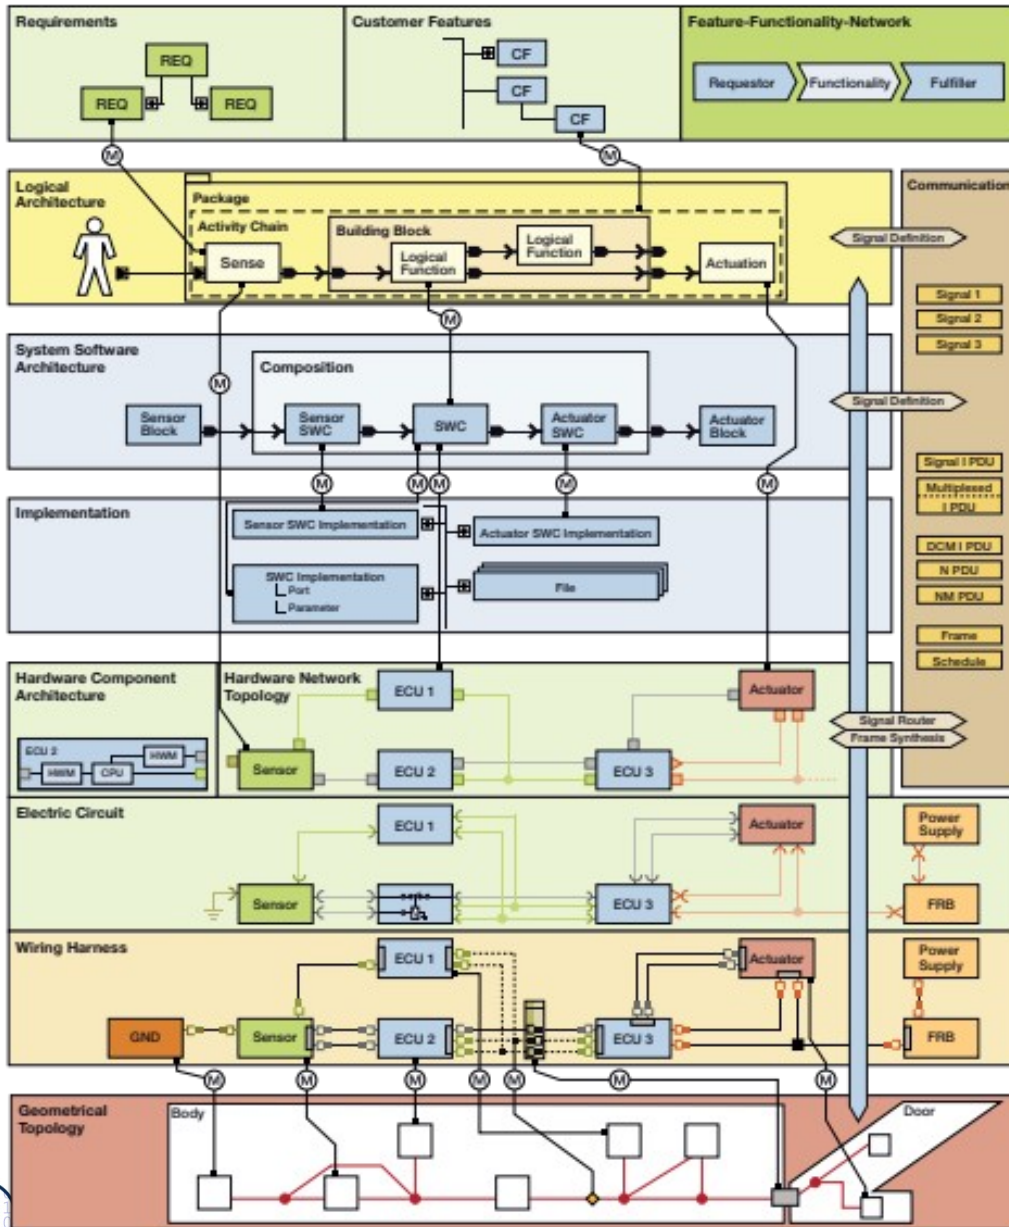 Requirements
REQ
REQ
REQ
Customer Features
CF
CF
CF
Feature-Functionality-Network
Requestor
Functionality
Fulfiller
M
M
Logical
Architecture
Package
Activity Chain
Building Block
Sense
Logical
Function
Logical
Function
Actuation
Communication
Signal Definition
Signal 1
Signal 2
Signal 3
M
System Software
Architecture
Composition
M
Sensor
Block
Sensor
SWC
SWC
Actuator
SWC
Actuator
Block
Signal Definition
M
M
M
M
M
Signal I PDU
Multiplexed
I PDU
DCM I PDU
N PDU
NM PDU
Frame
Schedule
Implementation
Sensor SWC Implementation
Actuator SWC Implementation
SWC Implementation
Port
Parameter
File
Hardware Component
Architecture
ECU 2
HWM
HWM
CPU
Hardware Network
Topology
ECU 1
Actuator
Sensor
ECU 2
ECU 3
Signal Router
Frame Synthesis
Electric Circuit
ECU 1
Actuator
Power
Supply
Sensor
ECU 3
FRB
Wiring Harness
ECU 1
Actuator
Power
Supply
GND
Sensor
ECU 2
ECU 3
FRB
M
M
M
M
M
M
M
Geometrical
Topology
Body
Door